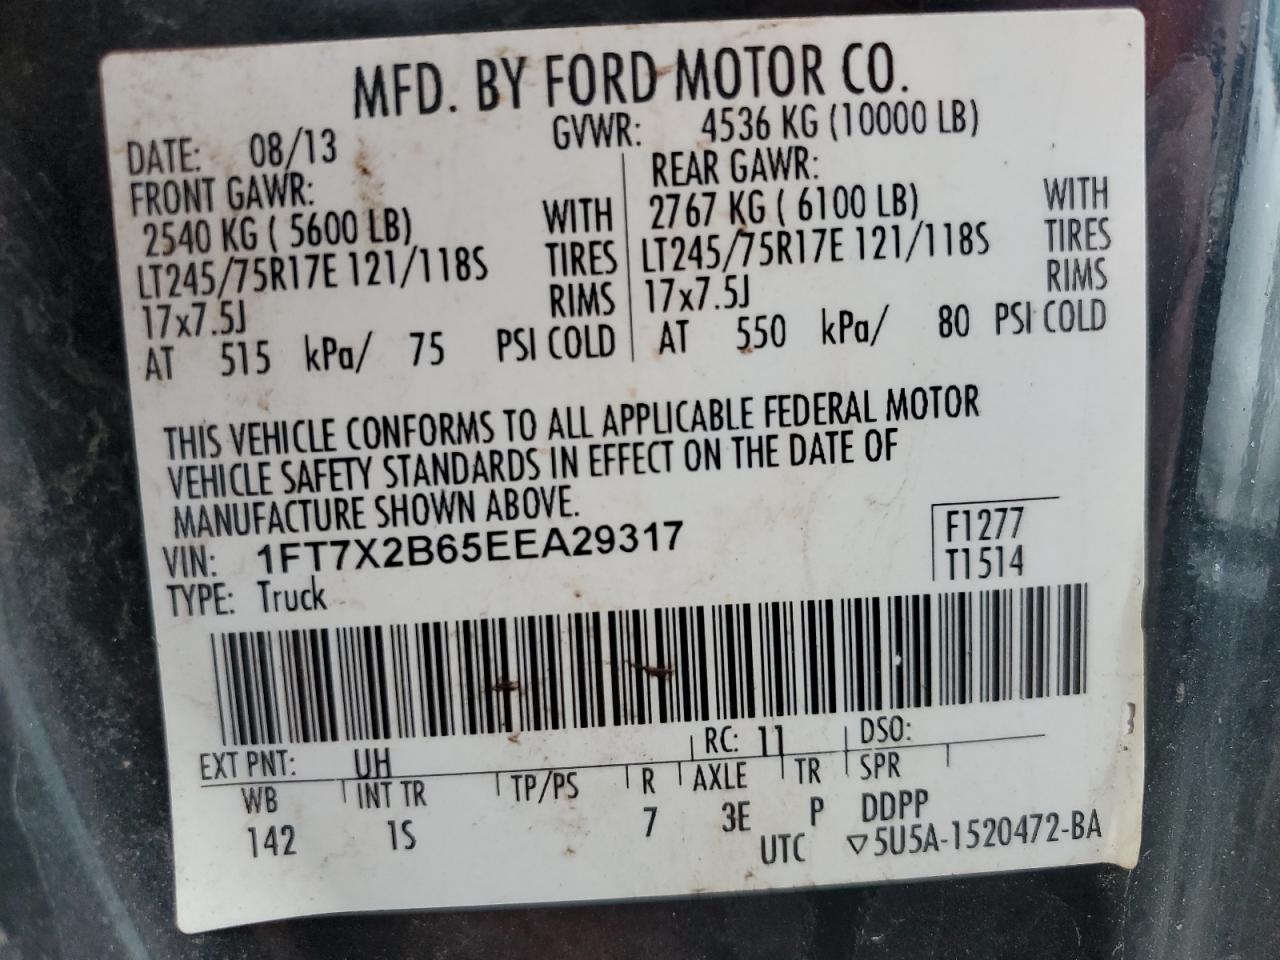 MFD. BY FORD MOTOR CO.
DATE: 08/13 GVWR: 4536 KG (10000 LB)
FRONT GAWR: REAR GAWR:
2540 KG ( 5600 LB) WITH 2767 KG ( 6100 LB) WITH
LT245/75R17E 121/118S TIRES LT245/75R17E 121/118S TIRES
17x7.5J RIMS 17x7.5J RIMS
AT 515 kPa/ 75 PSI COLD AT 550 kPa/ 80 PSI COLD
THIS VEHICLE CONFORMS TO ALL APPLICABLE FEDERAL MOTOR
VEHICLE SAFETY STANDARDS IN EFFECT ON THE DATE OF
MANUFACTURE SHOWN ABOVE.
VIN: 1FT7X2B65EEA29317 F1277
TYPE: Truck T1514
EXT PNT: UH RC: 11 DSO:
WB INT TR TP/PS R AXLE TR SPR
142 1S 7 3E P DDPP
UTC ▽5U5A-1520472-BA